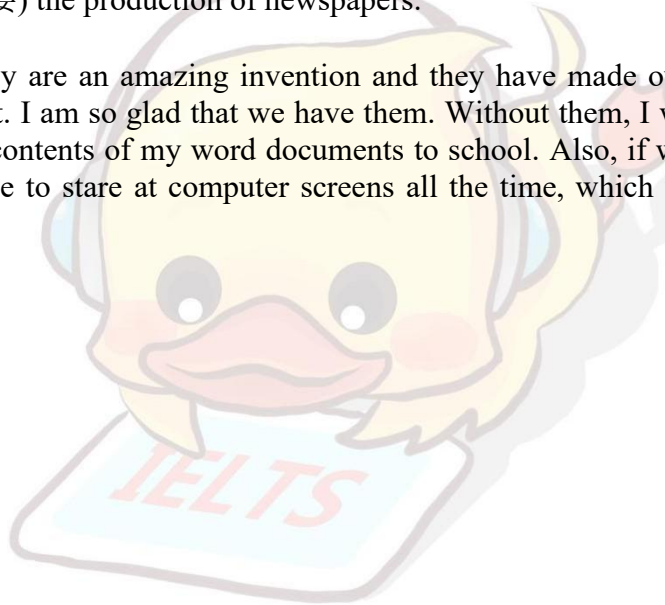 ) the production of newspapers.
y are an amazing invention and they have made o
t. I am so glad that we have them. Without them, I
contents of my word documents to school. Also, if w
e to stare at computer screens all the time, which
IELTS